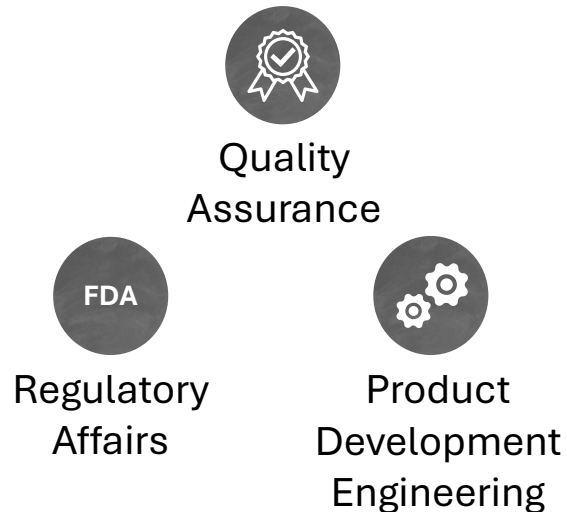 Quality
Assurance
FDA
Regulatory
Affairs
Product
Development
Engineering